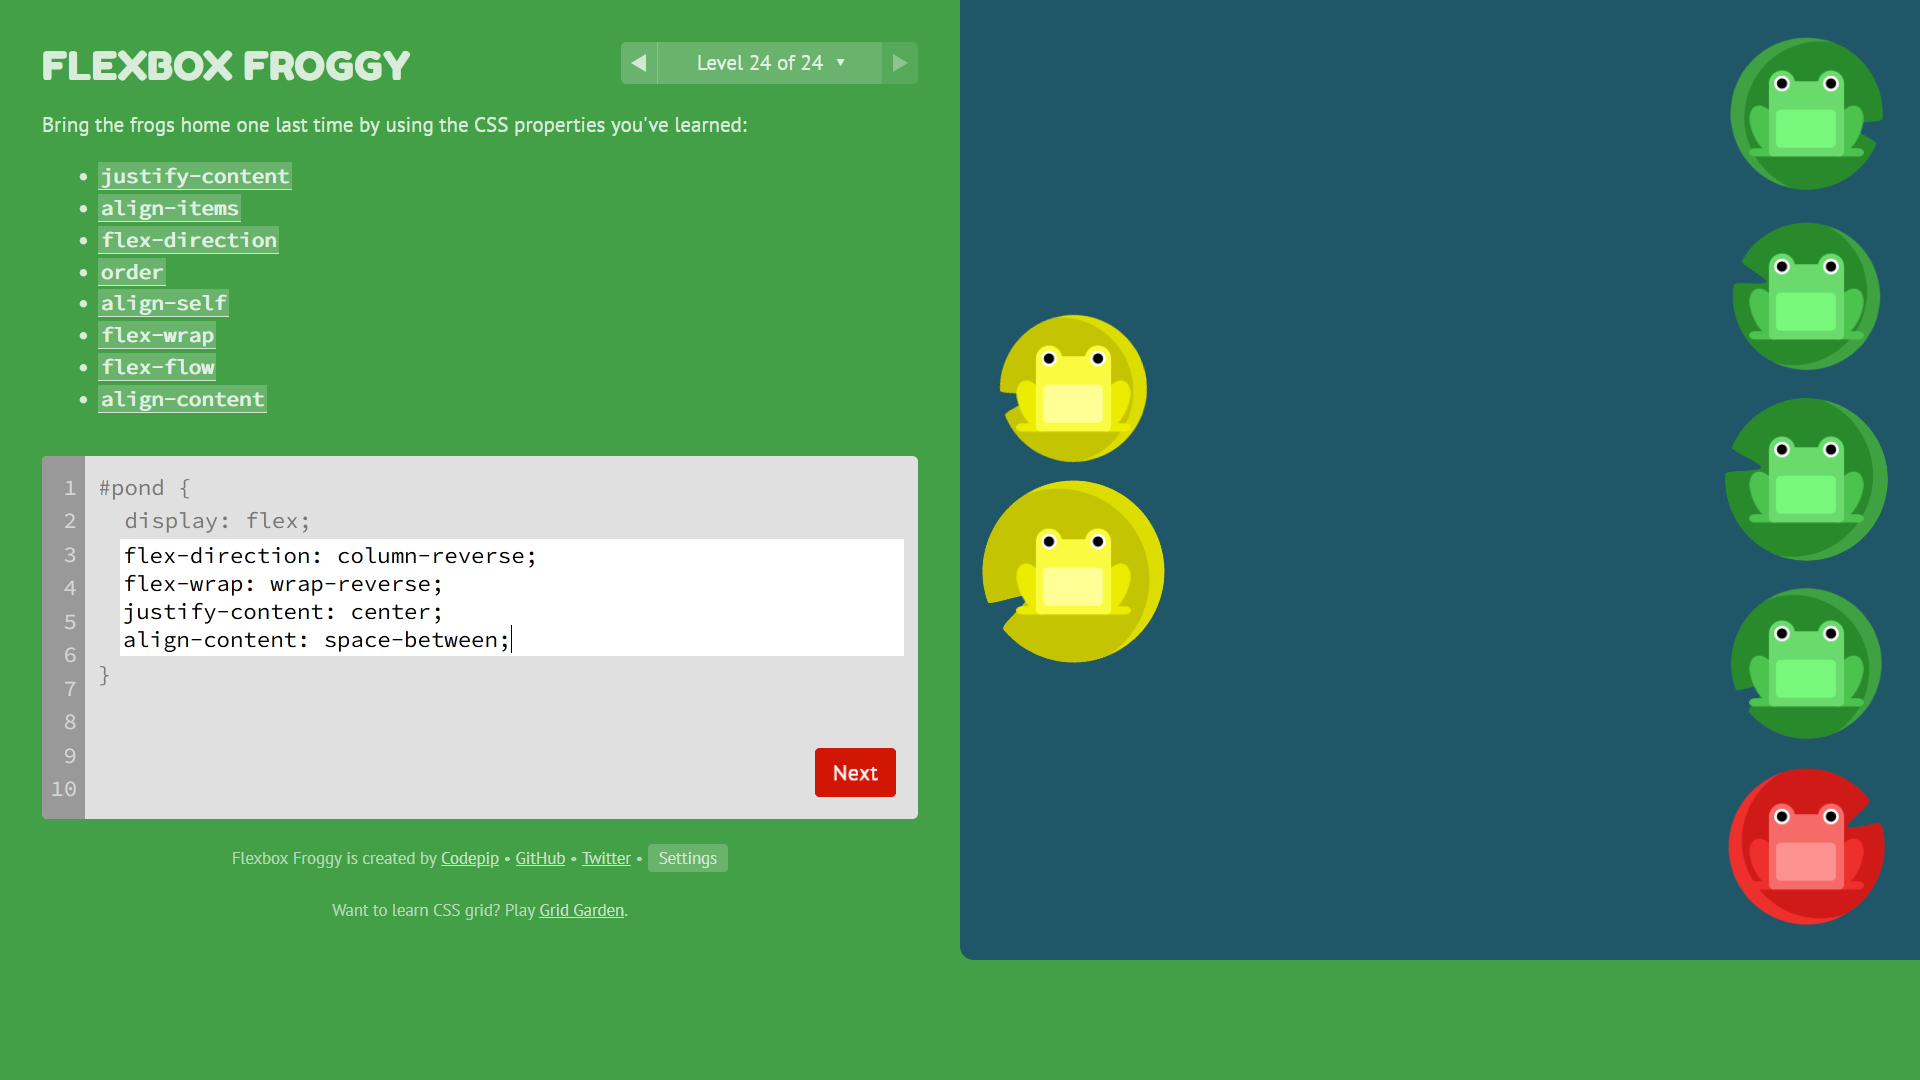 FLEXBOX FROGGY
◀ Level 24 of 24 ▼ ▶
Bring the frogs home one last time by using the CSS properties you've learned:
• justify-content
• align-items
• flex-direction
• order
• align-self
• flex-wrap
• flex-flow
• align-content
1 #pond {
2 display: flex;
3 flex-direction: column-reverse;
4 flex-wrap: wrap-reverse;
5 justify-content: center;
6 align-content: space-between;
7 }
8
9
10
Next
Flexbox Froggy is created by Codepip • GitHub • Twitter • Settings
Want to learn CSS grid? Play Grid Garden.